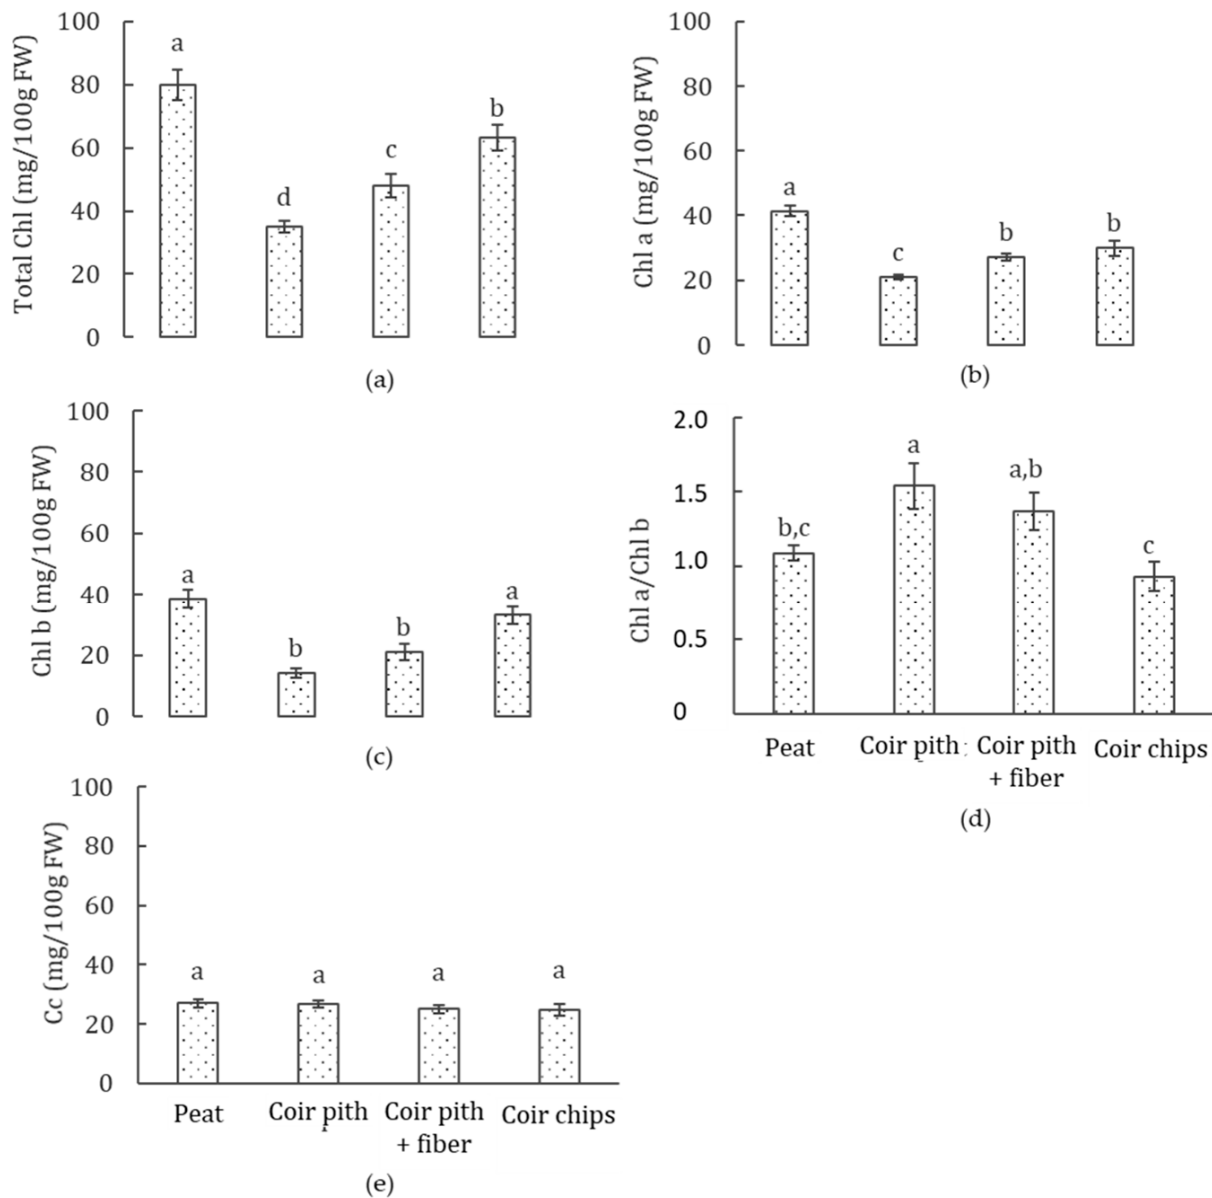 Total Chl (mg/100g FW)
100
80
60
40
20
0
a
d
c
b
(a)
Chl a (mg/100g FW)
100
80
60
40
20
0
a
c
b
b
(b)
Chl b (mg/100g FW)
100
80
60
40
20
0
a
b
b
a
(c)
Chl a/Chl b
2.0
1.5
1.0
0.5
0
b,c
a
a,b
c
Peat
Coir pith
Coir pith
+ fiber
Coir chips
(d)
Cc (mg/100g FW)
100
80
60
40
20
0
a
a
a
a
Peat
Coir pith
Coir pith
+ fiber
Coir chips
(e)